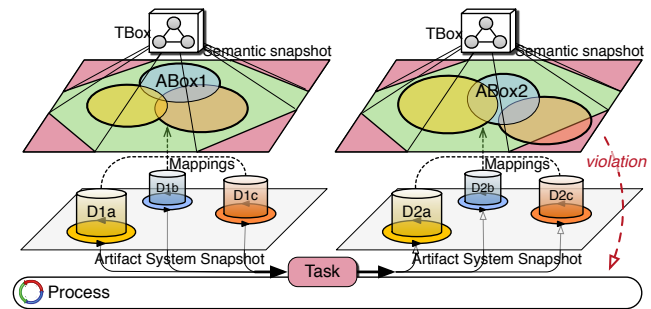 TBox
Semantic snapshot
ABox1
Mappings
D1a
D1b
D1c
Artifact System Snapshot
TBox
Semantic snapshot
ABox2
violation
Mappings
D2a
D2b
D2c
Artifact System Snapshot
Task
Process